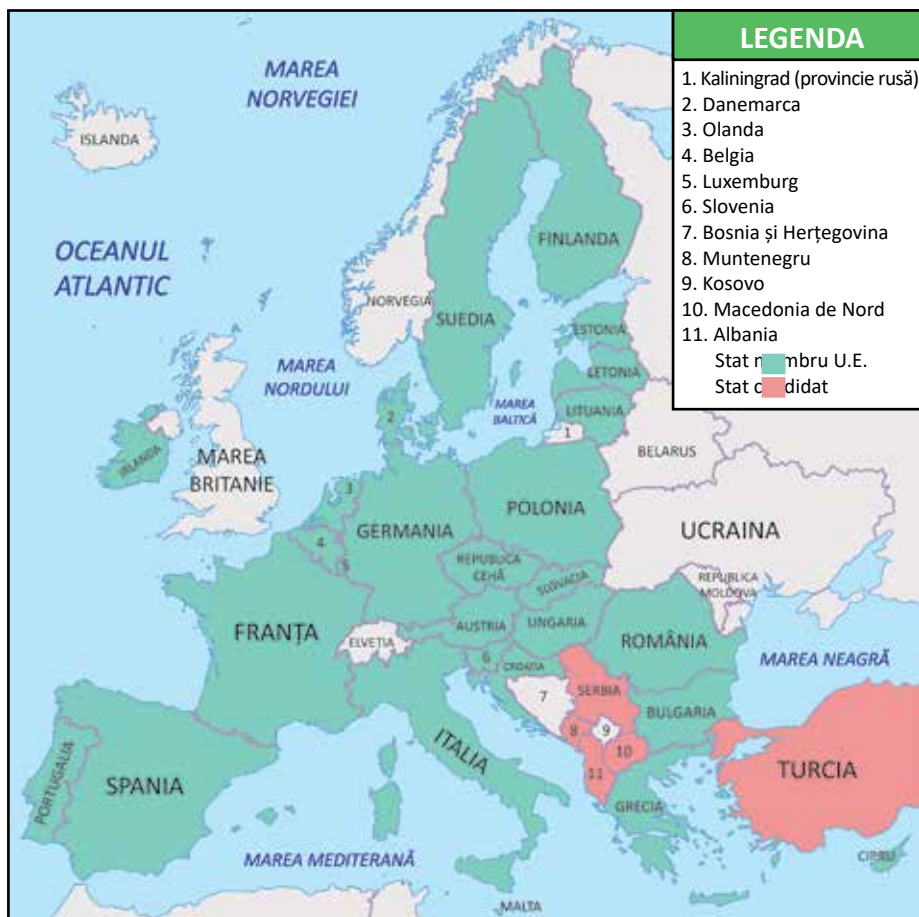 LEGENDA
1. Kaliningrad (provincie rusă)
2. Danemarca
3. Olanda
4. Belgia
5. Luxemburg
6. Slovenia
7. Bosnia și Herțegovina
8. Muntenegru
9. Kosovo
10. Macedonia de Nord
11. Albania
Stat membru U.E.
Stat candidat
MAREA
NORVEGIEI
ISLANDA
OCEANUL
ATLANTIC
FINLANDA
NORVEGIA
SUEDIA
ESTONIA
MAREA
NORDULUI
LETONIA
MAREA
BALTICĂ
LITUANIA
2
1
BELARUS
IRLANDA
MAREA
BRITANIE
3
POLONIA
GERMANIA
UCRAINA
4
5
REPUBLICA
CEHĂ
SLOVACIA
REPUBLICA
MOLDOVA
FRANȚA
AUSTRIA
UNGARIA
ROMÂNIA
ELVEȚIA
6
CROAȚIA
MAREA NEAGRĂ
7
SERBIA
BULGARIA
8
9
ITALIA
10
11
PORTUGALIA
SPANIA
TURCIA
GRECIA
MAREA MEDITERANĂ
CIPRU
MALTA